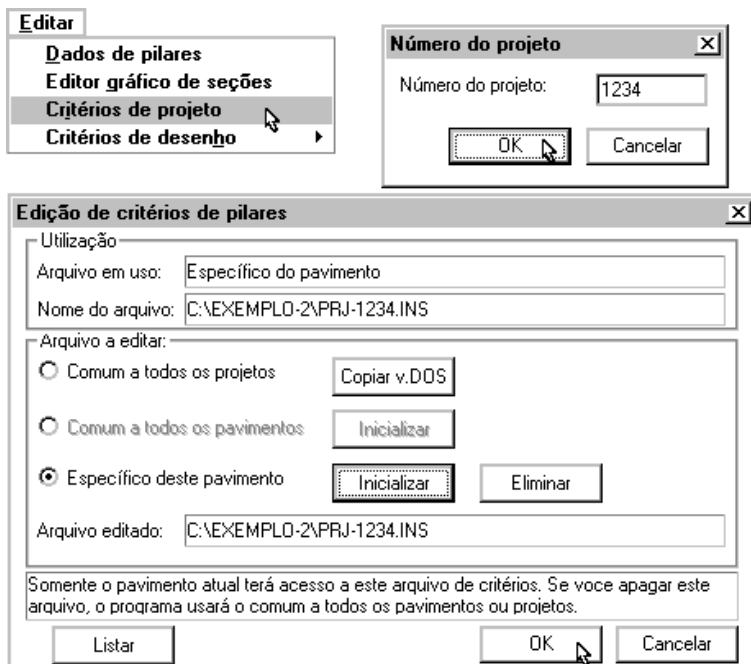 Editar
Dados de pilares
Editor gráfico de seções
Critérios de projeto
Critérios de desenho
Número do projeto
Número do projeto: 1234
OK Cancelar
Edição de critérios de pilares
Utilização
Arquivo em uso: Específico do pavimento
Nome do arquivo: C:\EXEMPLO-2\PRJ-1234.INS
Arquivo a editar:
Comum a todos os projetos Copiar v.DOS
Comum a todos os pavimentos Inicializar
Específico deste pavimento Inicializar Eliminar
Arquivo editado: C:\EXEMPLO-2\PRJ-1234.INS
Somente o pavimento atual terá acesso a este arquivo de critérios. Se voce apagar este
arquivo, o programa usará o comum a todos os pavimentos ou projetos.
Listar OK Cancelar